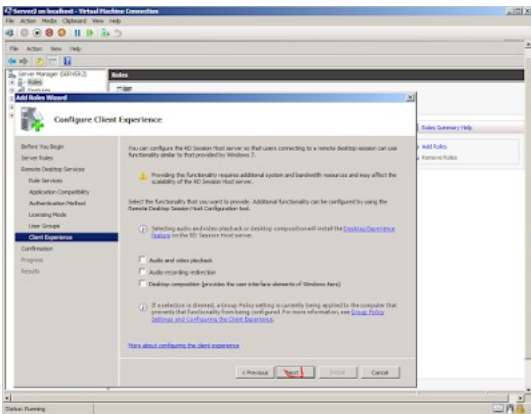 Server2 on localhost - Virtual Machine Connection
File Action Media Clipboard View Help
File Action View Help
Server Manager (SERVER2)
Roles
Roles
Features
Add Roles Wizard
Configure Client Experience
Roles Summary Help
Add Roles
Remove Roles
Before You Begin
Server Roles
Remote Desktop Services
Role Services
Application Compatibility
Authentication Method
Licensing Mode
User Groups
Client Experience
Confirmation
Progress
Results
You can configure the RD Session Host server so that users connecting to a remote desktop session can use
functionality similar to that provided by Windows 7.
Providing the functionality requires additional system and bandwidth resources and may affect the
scalability of the RD Session Host server.
Select the functionality that you want to provide. Additional functionality can be configured by using the
Remote Desktop Session Host Configuration tool.
Selecting audio and video playback or desktop composition will install the Desktop Experience
feature on the RD Session Host server.
Audio and video playback
Audio recording redirection
Desktop composition (provides the user interface elements of Windows Aero)
If a selection is dimmed, a Group Policy setting is currently being applied to the computer that
prevents that functionality from being configured. For more information, see Group Policy
Settings and Configuring the Client Experience.
More about configuring the client experience
< Previous Next > Install Cancel
Status: Running